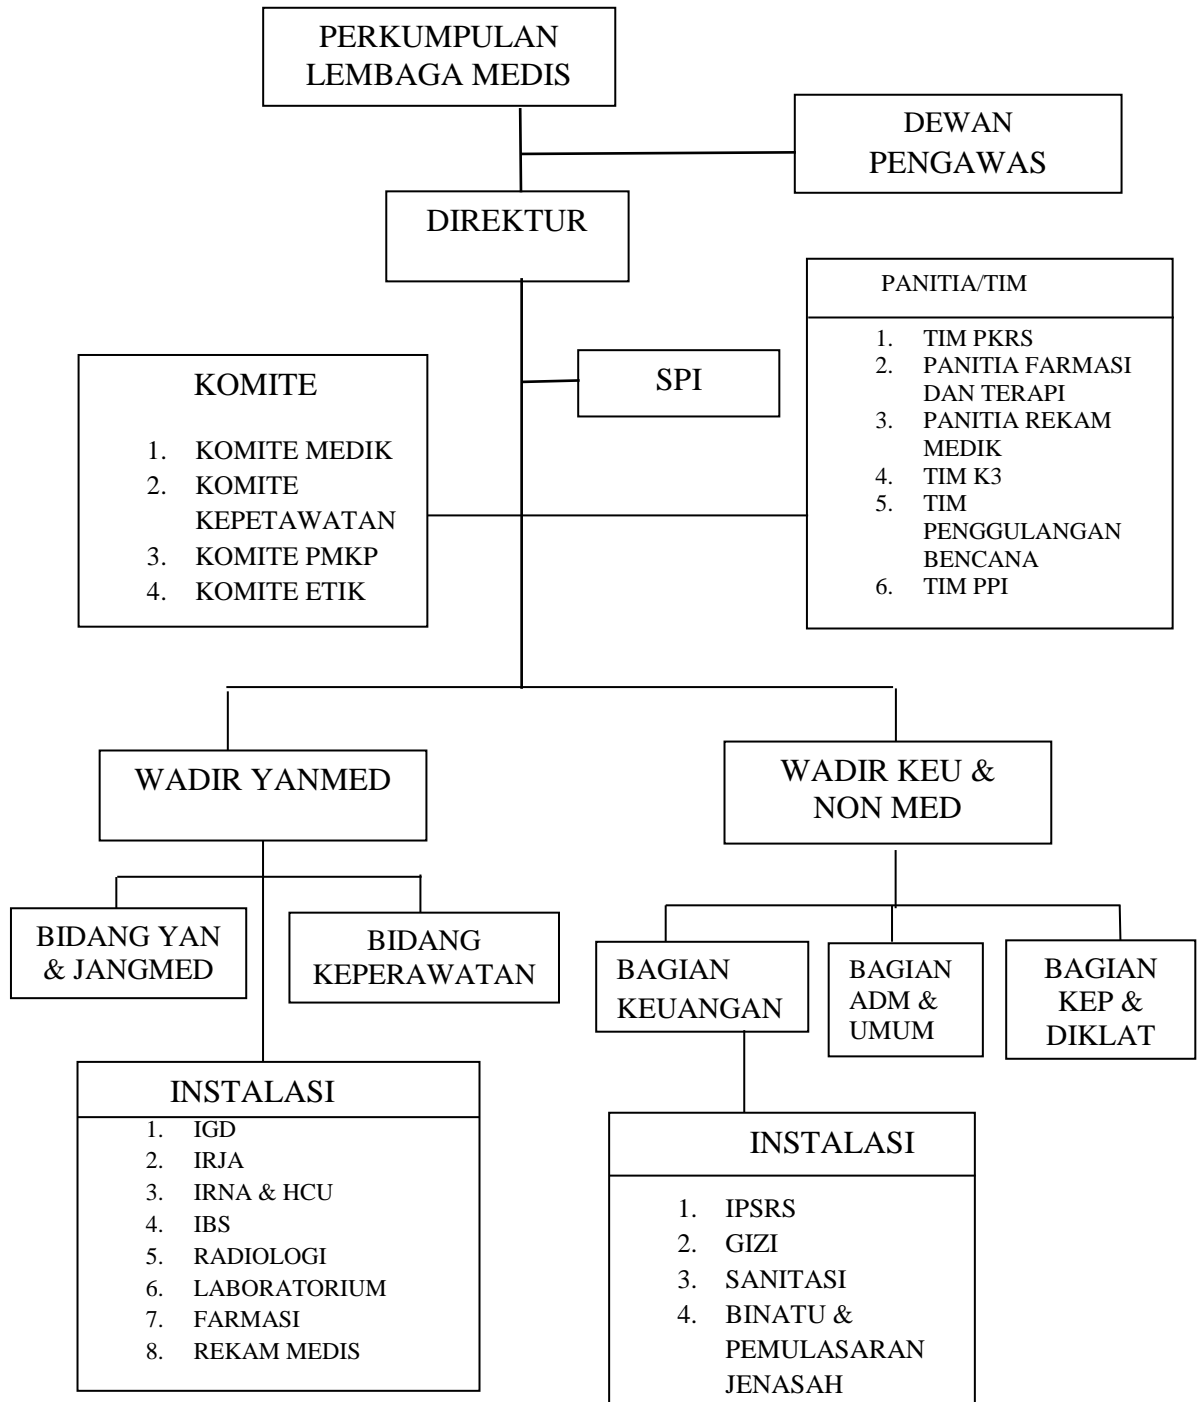 PERKUMPULAN
LEMBAGA MEDIS
DEWAN
PENGAWAS
DIREKTUR
PANITIA/TIM
1. TIM PKRS
2. PANITIA FARMASI
DAN TERAPI
3. PANITIA REKAM
MEDIK
4. TIM K3
5. TIM
PENGGULANGAN
BENCANA
6. TIM PPI
SPI
KOMITE
1. KOMITE MEDIK
2. KOMITE
KEPETAWATAN
3. KOMITE PMKP
4. KOMITE ETIK
WADIR YANMED
WADIR KEU &
NON MED
BIDANG YAN
& JANGMED
BIDANG
KEPERAWATAN
BAGIAN
KEUANGAN
BAGIAN
ADM &
UMUM
BAGIAN
KEP &
DIKLAT
INSTALASI
1. IGD
2. IRJA
3. IRNA & HCU
4. IBS
5. RADIOLOGI
6. LABORATORIUM
7. FARMASI
8. REKAM MEDIS
INSTALASI
1. IPSRS
2. GIZI
3. SANITASI
4. BINATU &
PEMULASARAN
JENASAH